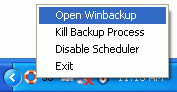 Open Winbackup
Kill Backup Process
Disable Scheduler
Exit